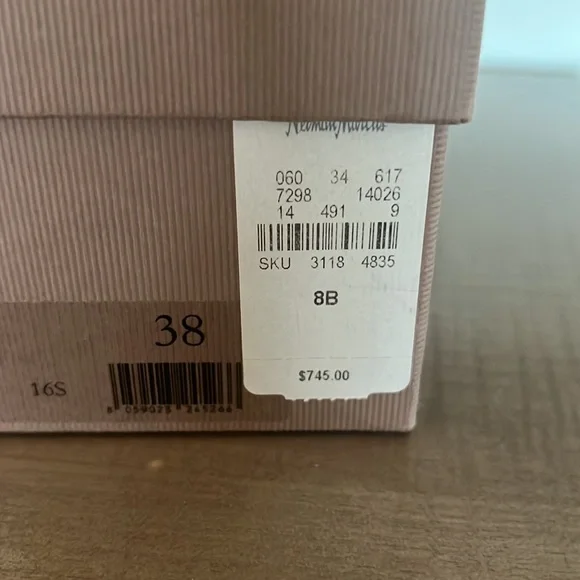 Neiman Marcus
060 34 617
7298 14026
14 491 9
SKU 3118 4835
8B
$745.00
38
16S